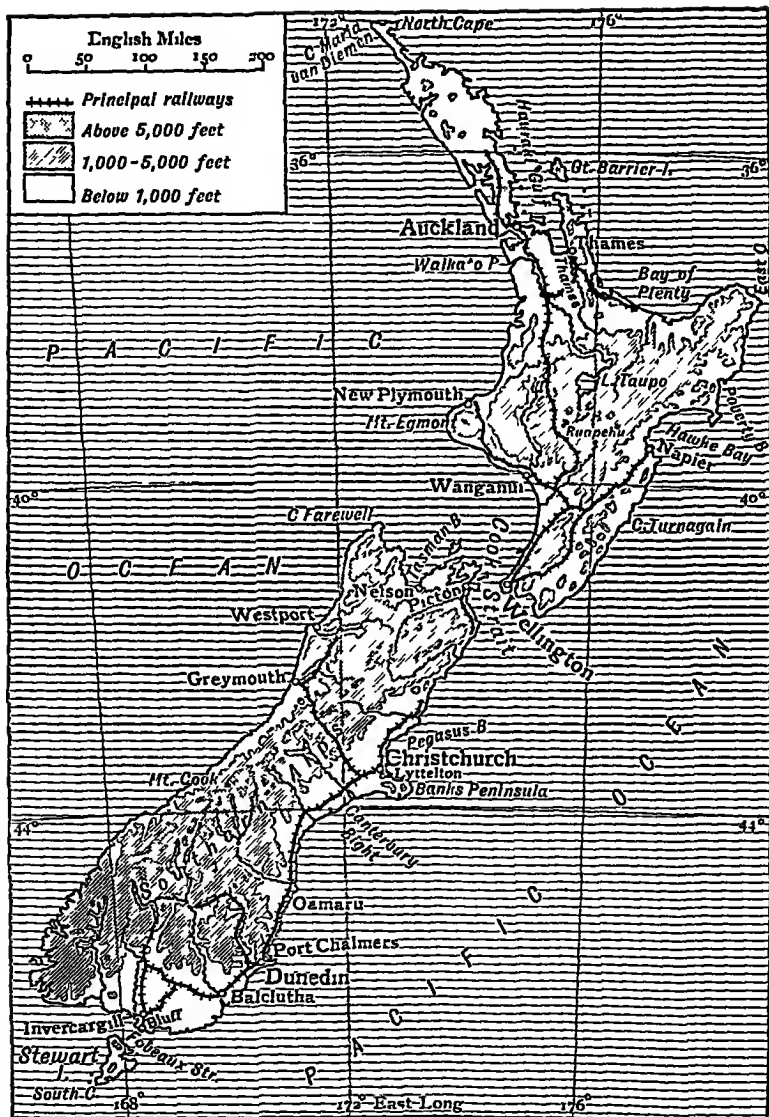 English Miles
0 50 100 150 200
Principal railways
Above 5,000 feet
1,000-5,000 feet
Below 1,000 feet
172°
176°
North Cape
C Maria
van Diemen
Hauraki Gulf
36°
36°
Gt. Barrier I.
Auckland
Thames
Thames
Bay of
Plenty
East C
P A C I F I C
L. Taupo
New Plymouth
Mt. Egmont
Ruapehu
Poverty B
Hawke Bay
Napier
Wanganui
40°
40°
C Farewell
C. Turnagain
Tasman B
Cook Strait
O C E A N
Nelson
Picton
Westport
Wellington
Greymouth
Pegasus B
Christchurch
Lyttelton
Banks Peninsula
Mt. Cook
Southern Alps
44°
44°
Canterbury
Bight
Oamaru
Port Chalmers
Dunedin
Balclutha
P A C I F I C
O C E A N
Invercargill
Bluff
Stewart
I.
Fobeaux Str.
South C.
168°
172° East Long
176°